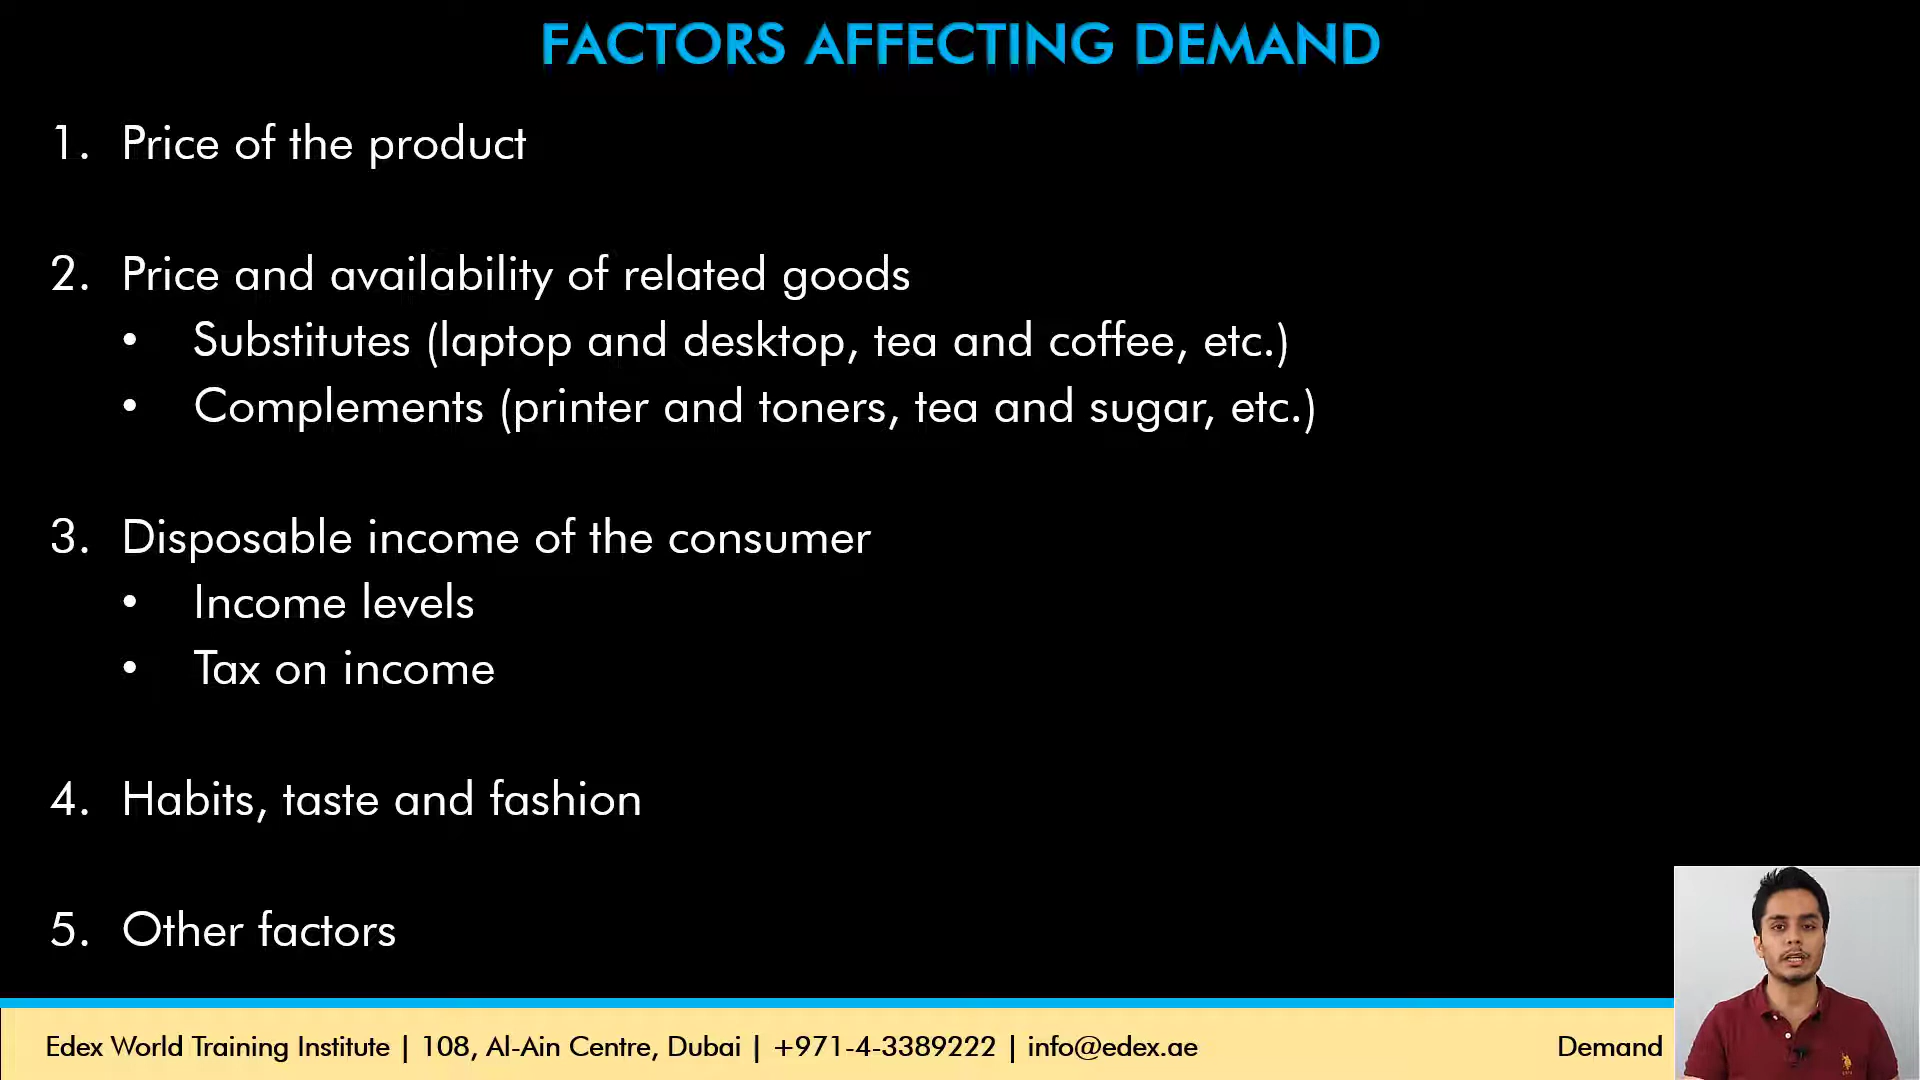 FACTORS AFFECTING DEMAND
1. Price of the product
2. Price and availability of related goods
• Substitutes (laptop and desktop, tea and coffee, etc.)
• Complements (printer and toners, tea and sugar, etc.)
3. Disposable income of the consumer
• Income levels
• Tax on income
4. Habits, taste and fashion
5. Other factors
Edex World Training Institute | 108, Al-Ain Centre, Dubai | +971-4-3389222 | info@edex.ae
Demand